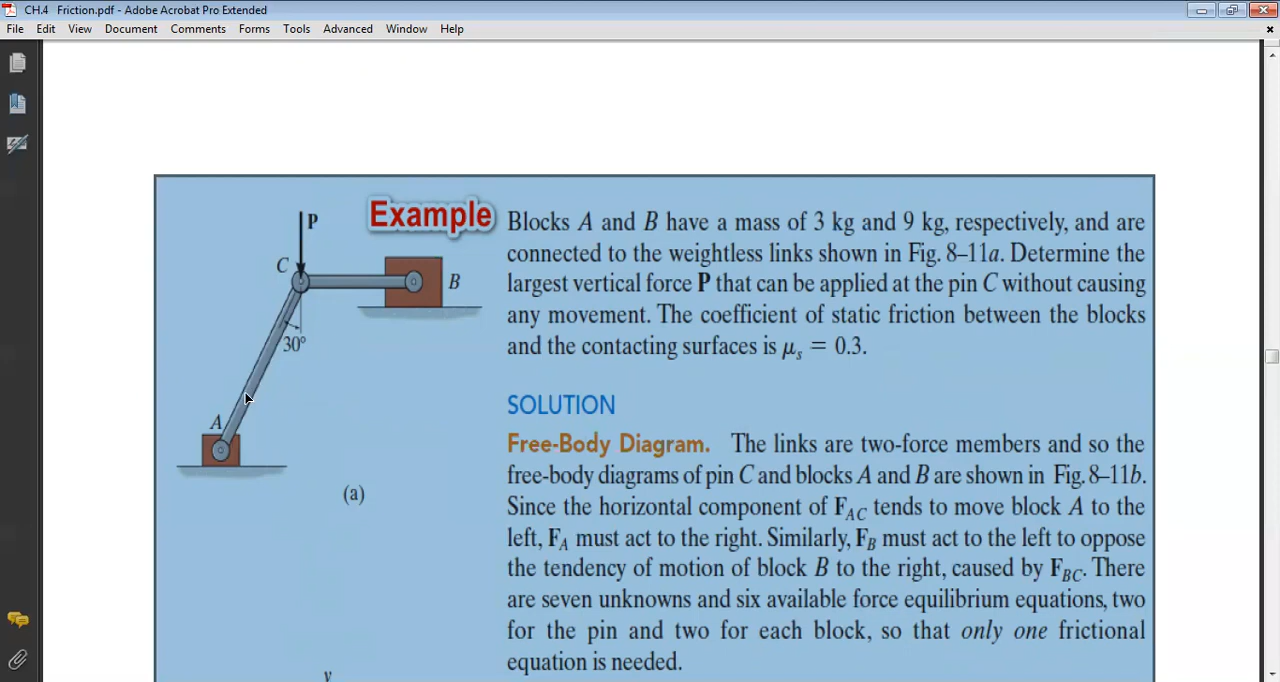 CH.4 Friction.pdf - Adobe Acrobat Pro Extended
File Edit View Document Comments Forms Tools Advanced Window Help
Example
Blocks A and B have a mass of 3 kg and 9 kg, respectively, and are
connected to the weightless links shown in Fig. 8–11a. Determine the
largest vertical force P that can be applied at the pin C without causing
any movement. The coefficient of static friction between the blocks
and the contacting surfaces is μs = 0.3.
P
C
B
30°
A
(a)
SOLUTION
Free-Body Diagram. The links are two-force members and so the
free-body diagrams of pin C and blocks A and B are shown in Fig. 8–11b.
Since the horizontal component of FAC tends to move block A to the
left, FA must act to the right. Similarly, FB must act to the left to oppose
the tendency of motion of block B to the right, caused by FBC. There
are seven unknowns and six available force equilibrium equations, two
for the pin and two for each block, so that only one frictional
equation is needed.
y